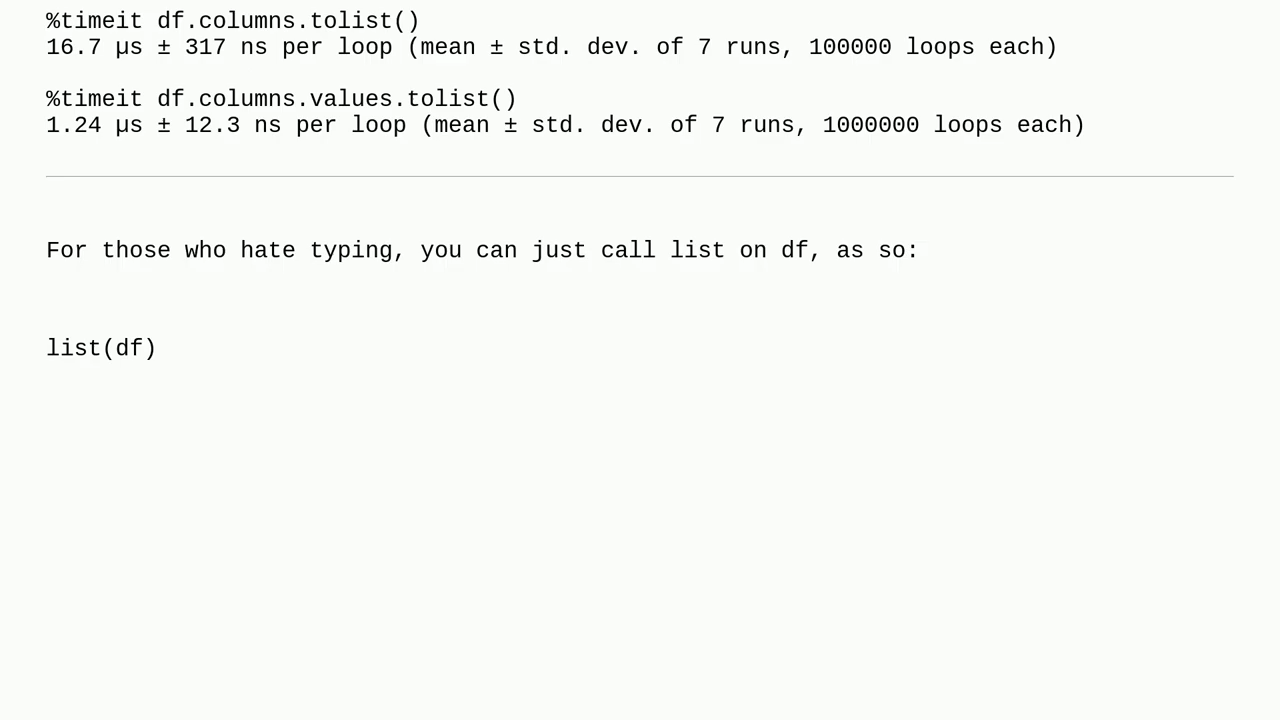 %timeit df.columns.tolist()
16.7 µs ± 317 ns per loop (mean ± std. dev. of 7 runs, 100000 loops each)
%timeit df.columns.values.tolist()
1.24 µs ± 12.3 ns per loop (mean ± std. dev. of 7 runs, 1000000 loops each)
For those who hate typing, you can just call list on df, as so:
list(df)